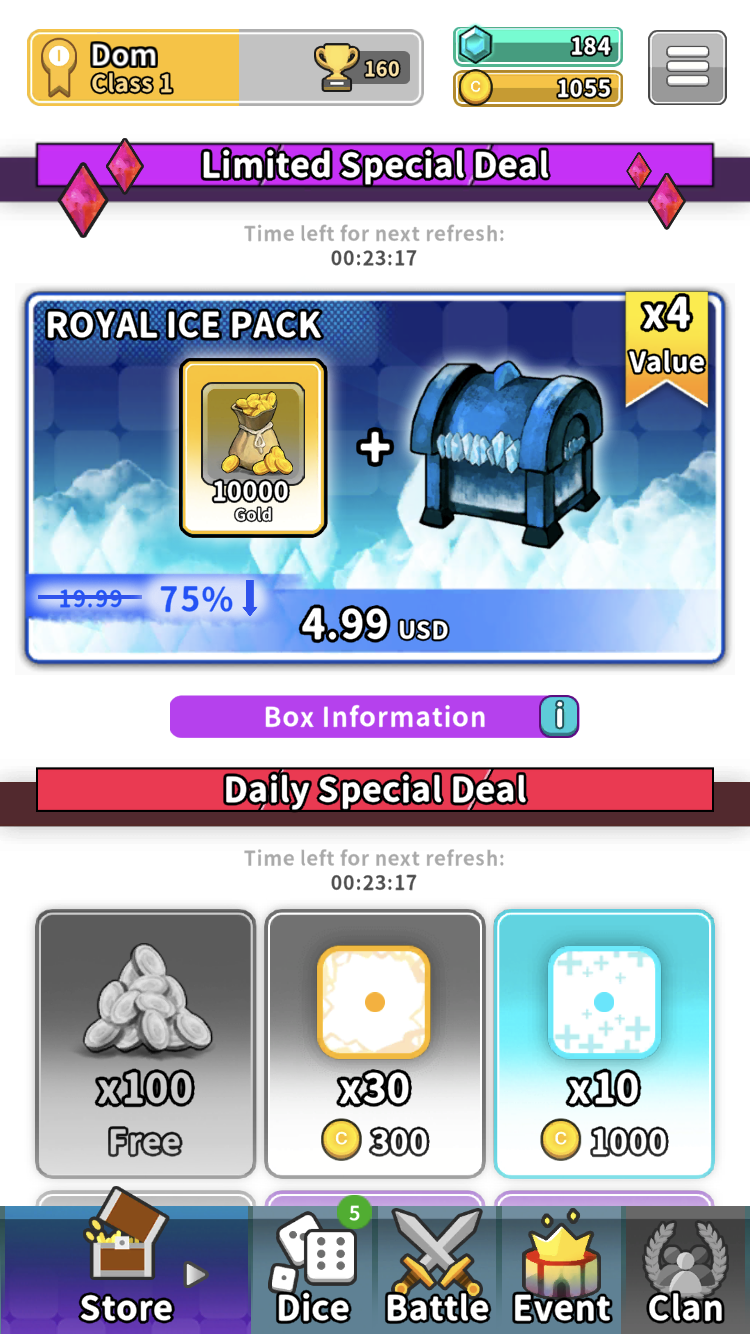 Dom
Class 1
160
184
1055
Limited Special Deal
Time left for next refresh:
00:23:17
ROYAL ICE PACK
x4
Value
10000
Gold
+
19.99 75%
4.99 USD
Box Information i
Daily Special Deal
Time left for next refresh:
00:23:17
x100
Free
x30
C 300
x10
C 1000
5
Store
Dice
Battle
Event
Clan